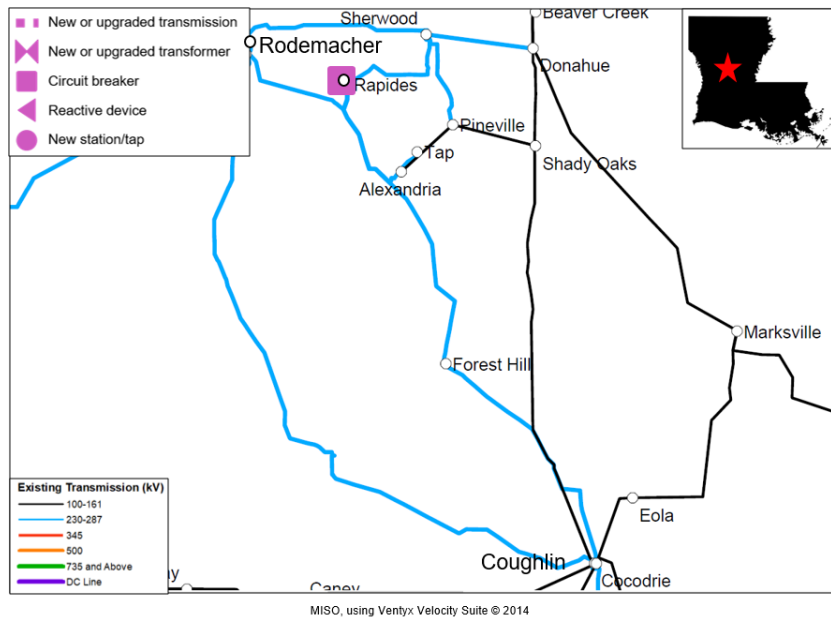 New or upgraded transmission
New or upgraded transformer
Circuit breaker
Reactive device
New station/tap
Sherwood
Beaver Creek
Rodemacher
Donahue
Rapides
Pineville
Tap
Shady Oaks
Alexandria
Marksville
Forest Hill
Existing Transmission (kV)
100-161
230-287
345
500
735 and Above
DC Line
Eola
Coughlin
Cocodrie
Caney
MISO, using Ventyx Velocity Suite © 2014